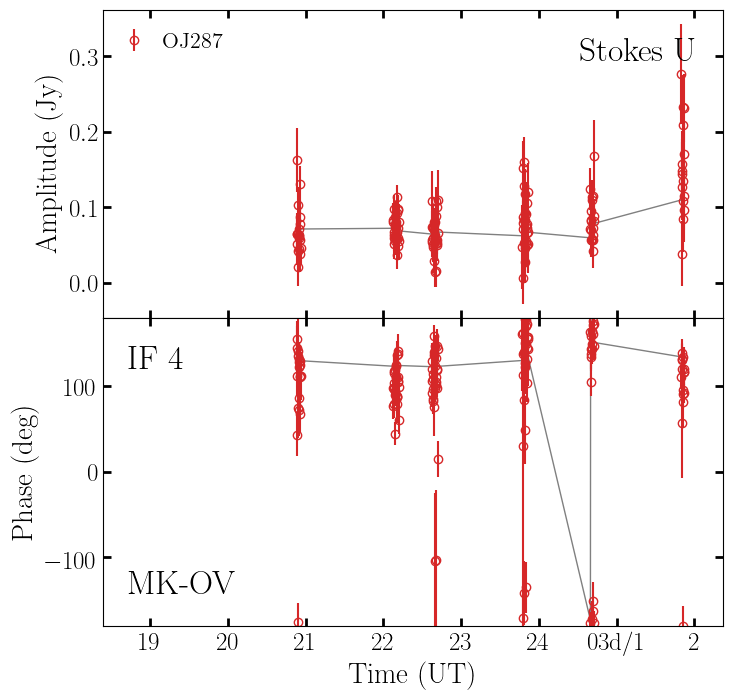 OJ287
Stokes U
0.3
0.2
0.1
0.0
Amplitude (Jy)
IF 4
100
0
−100
Phase (deg)
MK-OV
19 20 21 22 23 24 03d/1 2
Time (UT)